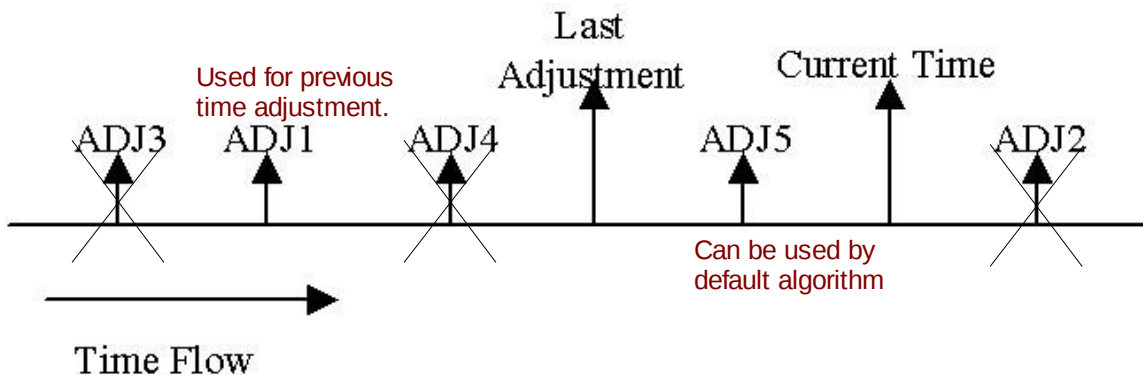 Last
Adjustment
Current Time
Used for previous
time adjustment.
ADJ3
ADJ1
ADJ4
ADJ5
ADJ2
Can be used by
default algorithm
Time Flow